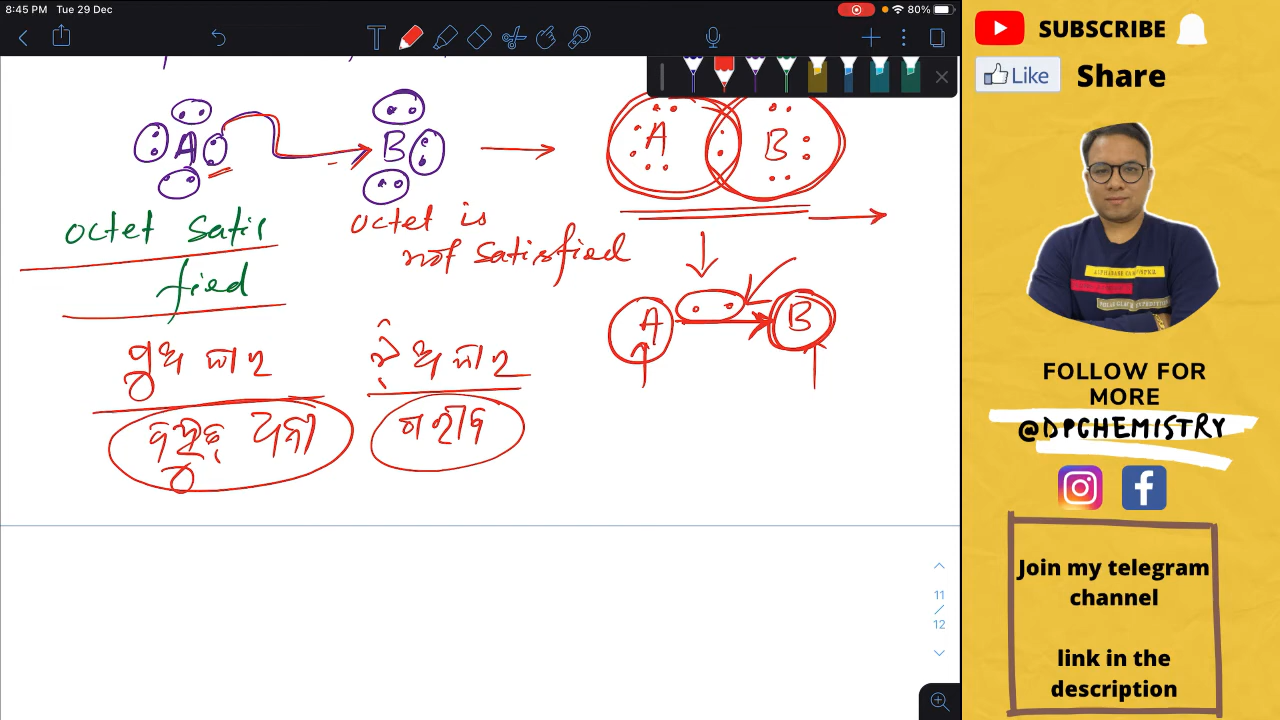 8:45 PM Tue 29 Dec
80%
A
B
A
B
octet satis
fied
octet is
not satisfied
A
B
ଗରୀବ
11
/
12
SUBSCRIBE
Like
Share
FOLLOW FOR
MORE
@DPCHEMISTRY
Join my telegram
channel
link in the
description